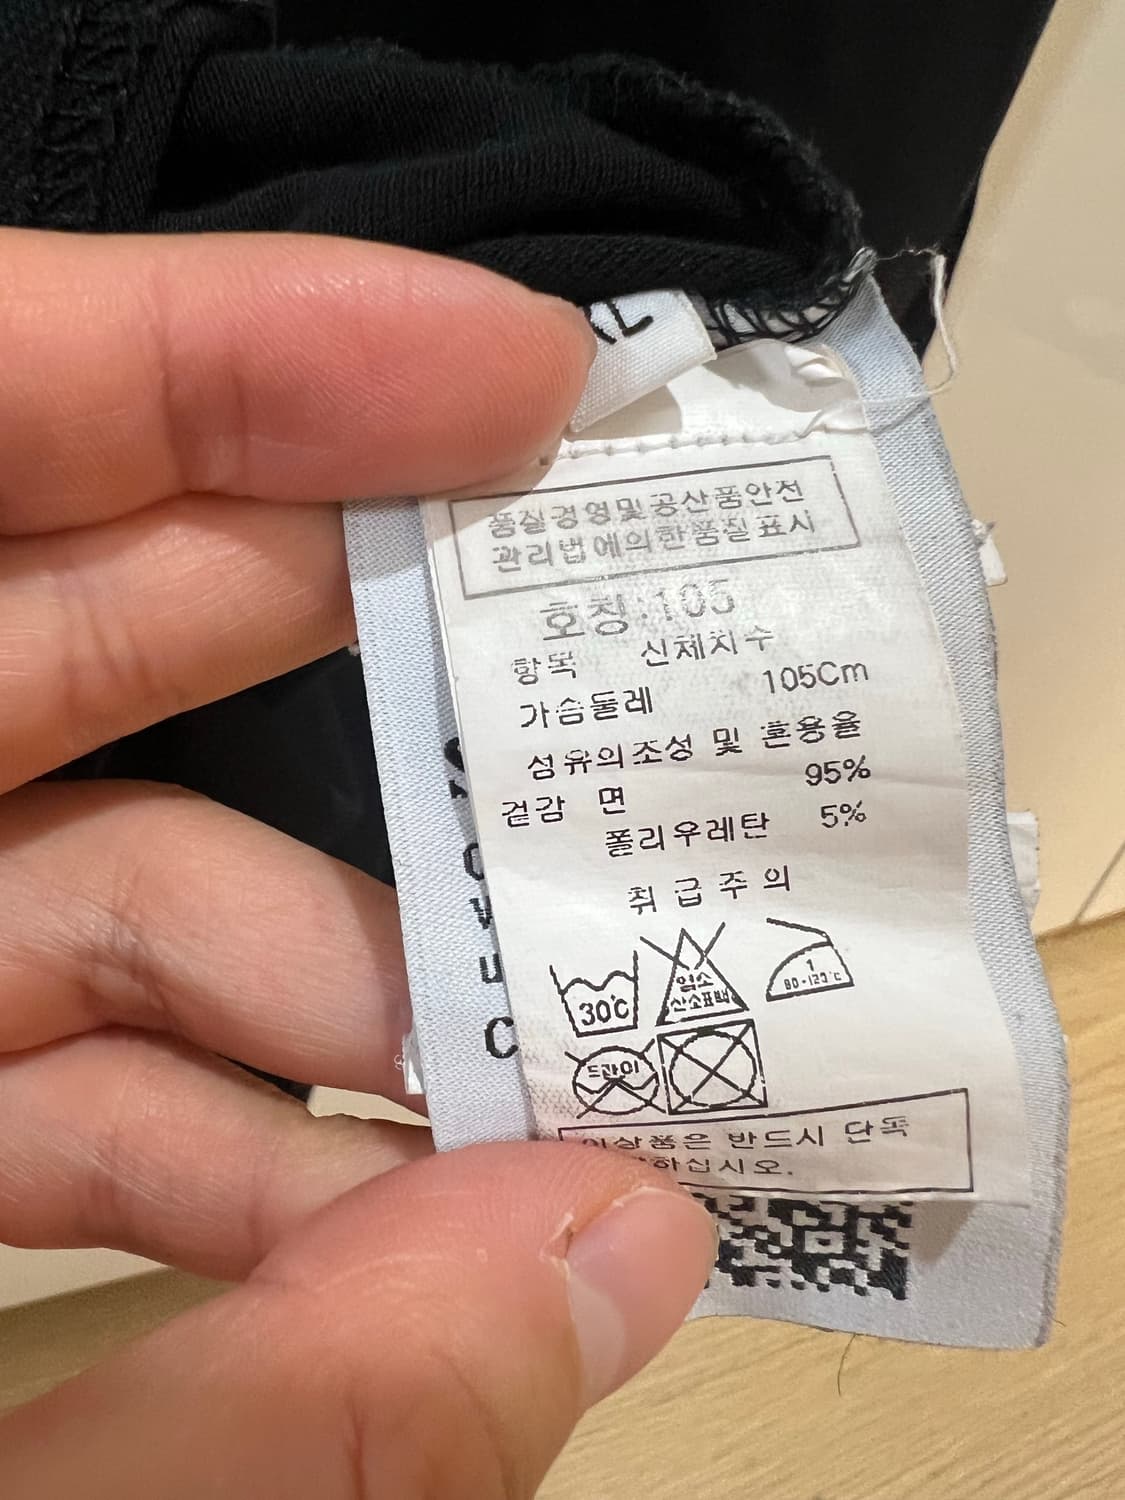 XL
품질경영및공산품안전
관리법에의한품질표시
호칭:105
항목 신체치수
가슴둘레 105Cm
섬유의조성 및 혼용율
겉감 면 95%
폴리우레탄 5%
취급주의
30℃
염소
산소표백
1
80-120℃
드라이
이상품은 반드시 단독
하십시오.